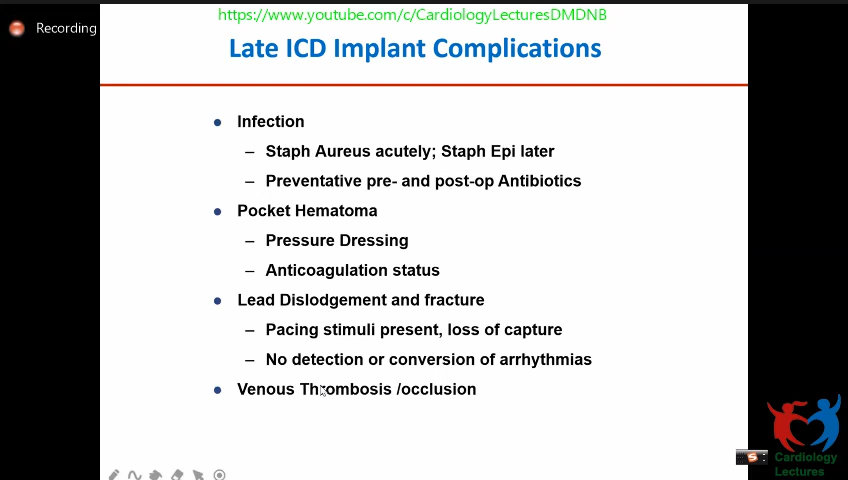 https://www.youtube.com/c/CardiologyLecturesDMDNB
Recording
Late ICD Implant Complications
• Infection
– Staph Aureus acutely; Staph Epi later
– Preventative pre- and post-op Antibiotics
• Pocket Hematoma
– Pressure Dressing
– Anticoagulation status
• Lead Dislodgement and fracture
– Pacing stimuli present, loss of capture
– No detection or conversion of arrhythmias
• Venous Thrombosis /occlusion
S
Cardiology
Lectures